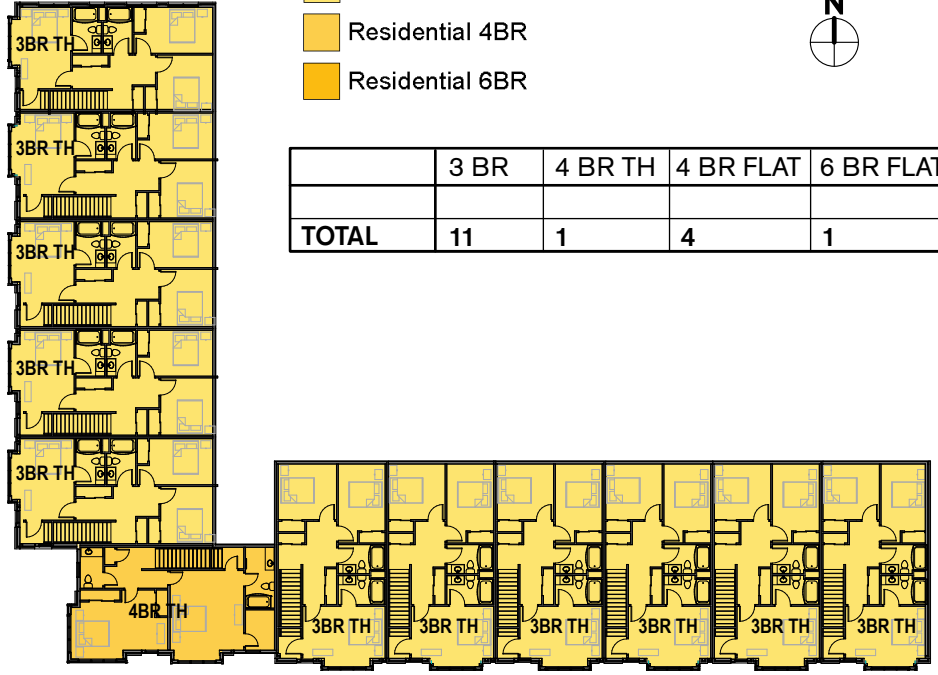 N
Residential 4BR
Residential 6BR
3 BR 4 BR TH 4 BR FLAT 6 BR FLAT
TOTAL 11 1 4 1
3BR TH
3BR TH
3BR TH
3BR TH
3BR TH
4BR TH
3BR TH 3BR TH 3BR TH 3BR TH 3BR TH 3BR TH